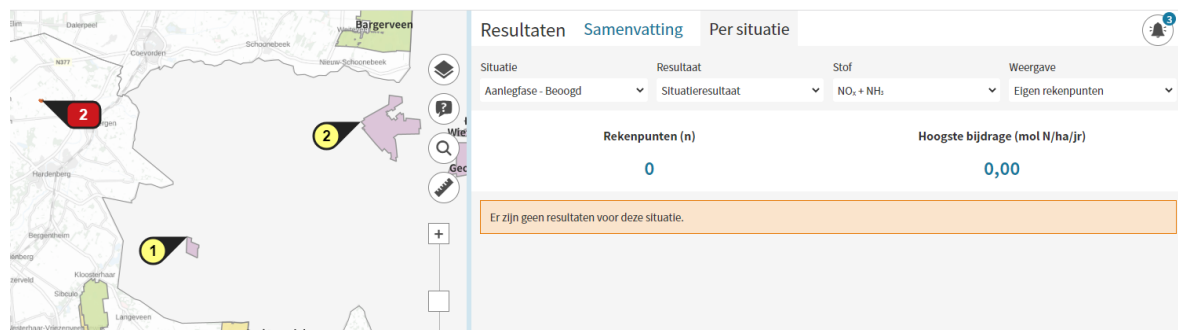 Dalerpeel
Bargerveen
Schoonebeek
Coevorden
N377
Nieuw-Schoonebeek
2
2
Wie
Geo
Hardenberg
Bergentheim
1
Kloosterhaar
Sibculo
Langeveen
+
Resultaten Samenvatting Per situatie
3
Situatie Resultaat Stof Weergave
Aanlegfase - Beoogd Situatieresultaat NOₓ + NH₃ Eigen rekenpunten
Rekenpunten (n) Hoogste bijdrage (mol N/ha/jr)
0 0,00
Er zijn geen resultaten voor deze situatie.